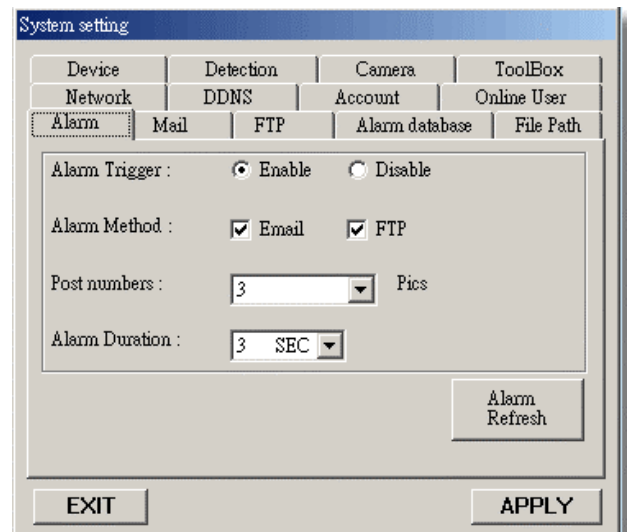 System setting
Device Detection Camera ToolBox
Network DDNS Account Online User
Alarm Mail FTP Alarm database File Path
Alarm Trigger : Enable Disable
Alarm Method : Email FTP
Post numbers : 3 Pics
Alarm Duration : 3 SEC
Alarm
Refresh
EXIT APPLY